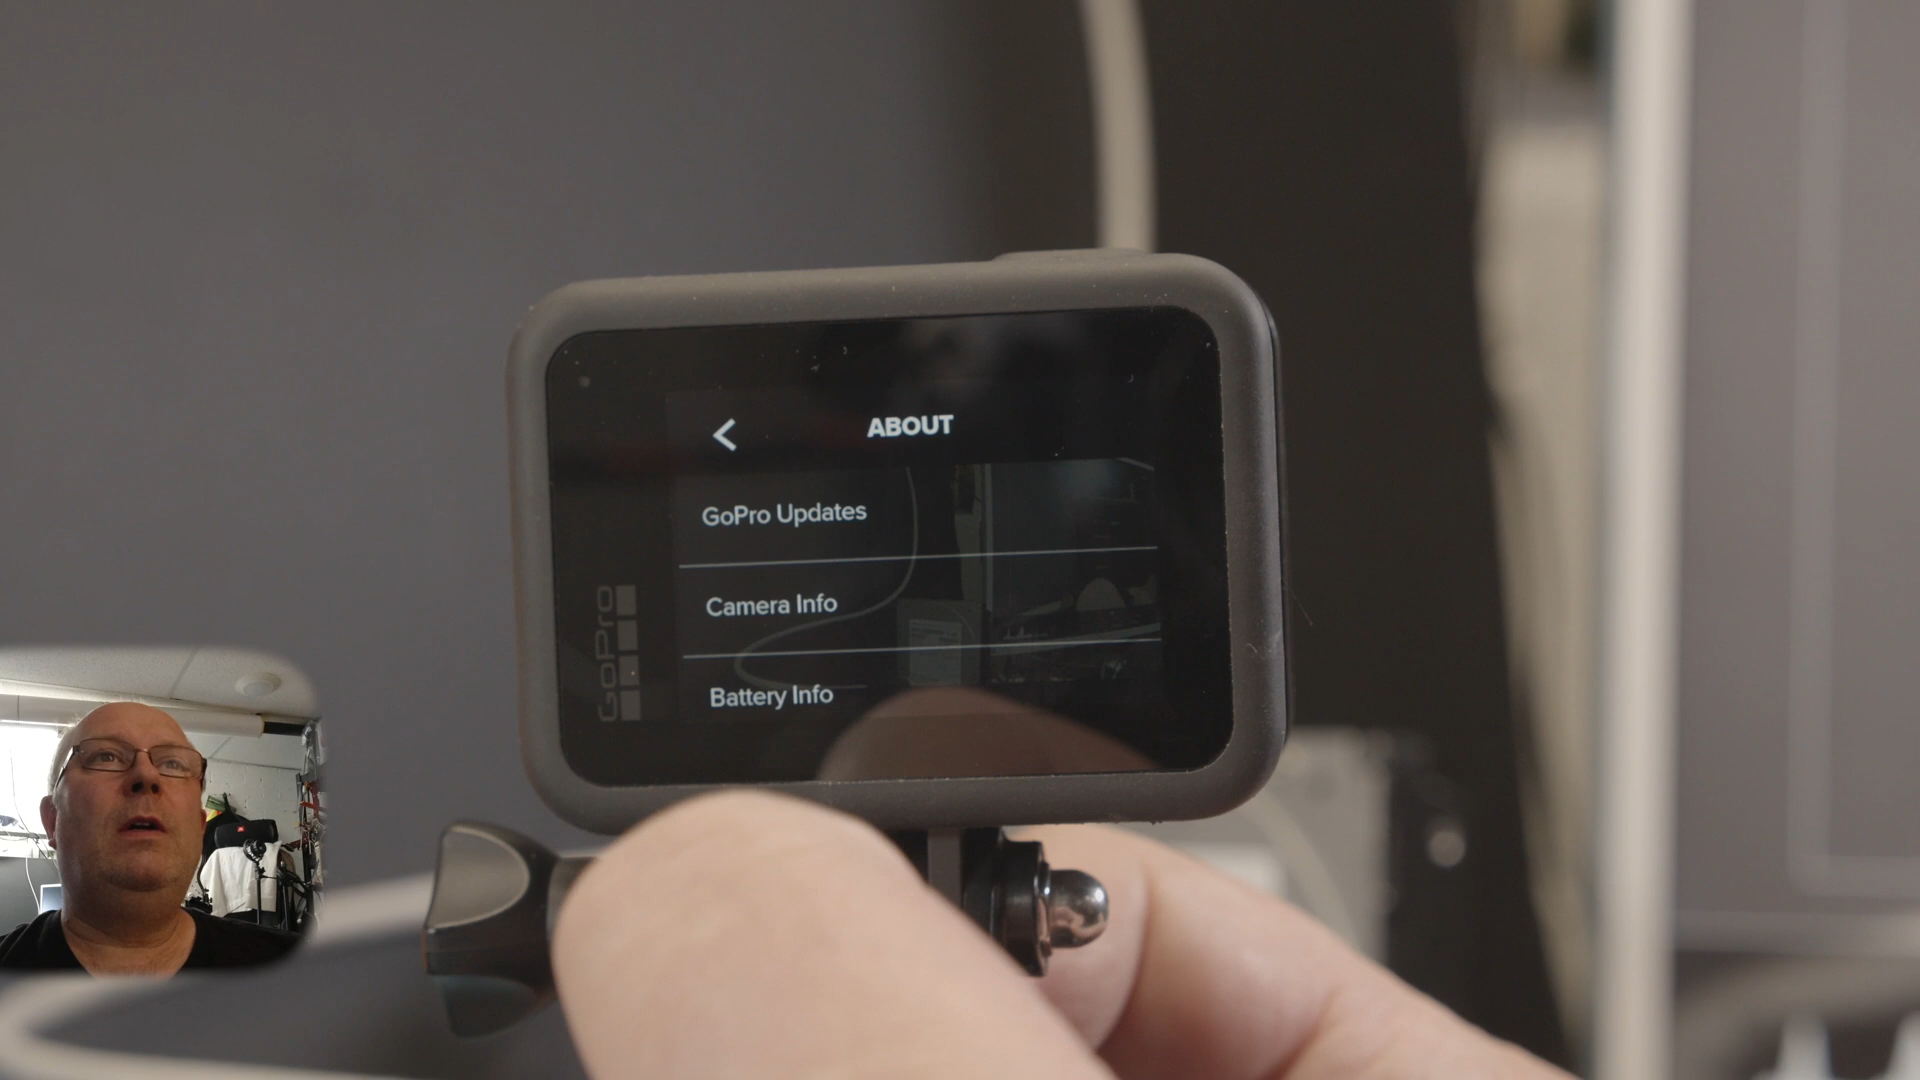 ABOUT
GoPro Updates
Camera Info
Battery Info
GoPro